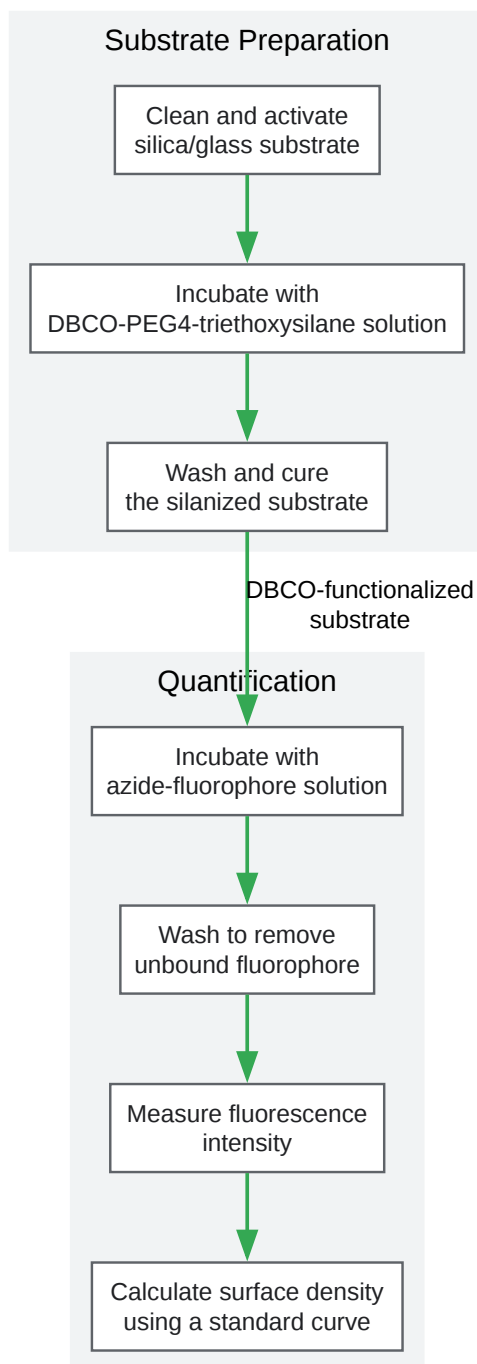 Substrate Preparation
Clean and activate
silica/glass substrate
Incubate with
DBCO-PEG4-triethoxysilane solution
Wash and cure
the silanized substrate
DBCO-functionalized
substrate
Quantification
Incubate with
azide-fluorophore solution
Wash to remove
unbound fluorophore
Measure fluorescence
intensity
Calculate surface density
using a standard curve